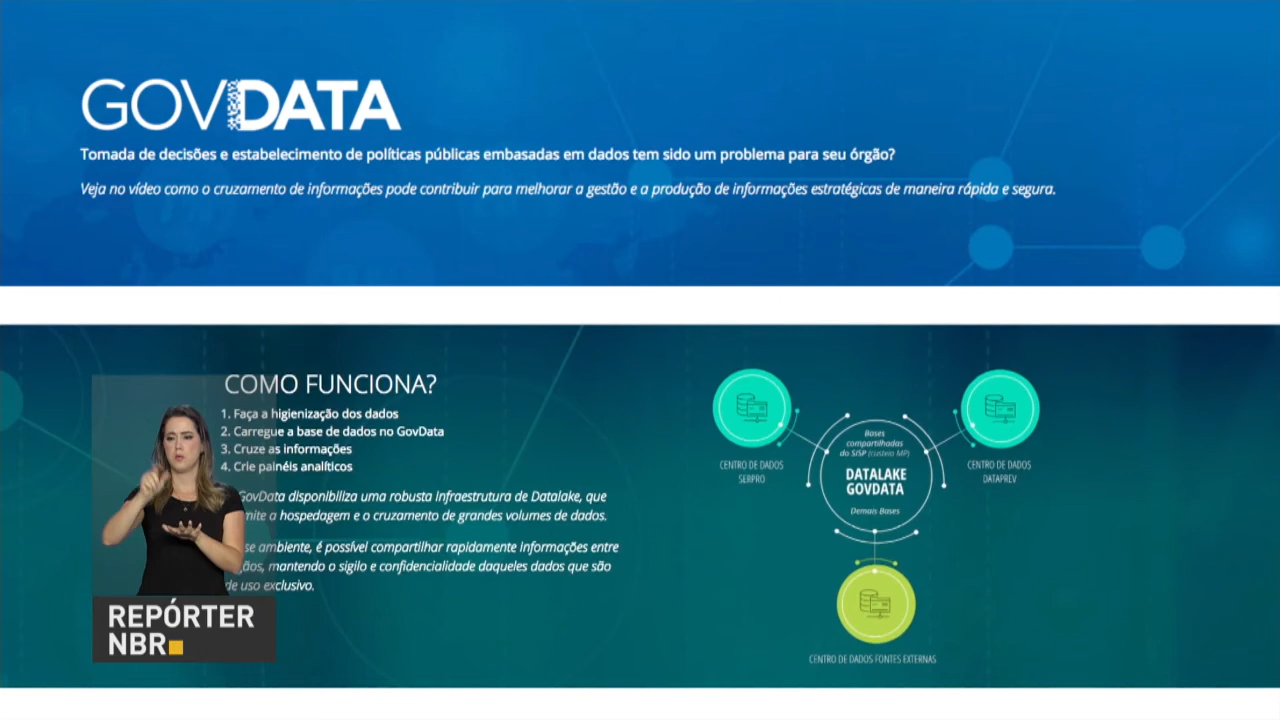 GOVDATA
Tomada de decisões e estabelecimento de políticas públicas embasadas em dados tem sido um problema para seu órgão?
Veja no vídeo como o cruzamento de informações pode contribuir para melhorar a gestão e a produção de informações estratégicas de maneira rápida e segura.
COMO FUNCIONA?
1. Faça a higienização dos dados
2. Carregue a base de dados no GovData
3. Cruze as informações
4. Crie painéis analíticos
GovData disponibiliza uma robusta infraestrutura de Datalake, que
a hospedagem e o cruzamento de grandes volumes de dados.
ambiente, é possível compartilhar rapidamente informações entre
mantendo o sigilo e confidencialidade daqueles dados que são
de uso exclusivo.
CENTRO DE DADOS
SERPRO
Bases
compartilhadas
do SISP (custeio MP)
DATALAKE
GOVDATA
Demais Bases
CENTRO DE DADOS
DATAPREV
CENTRO DE DADOS FONTES EXTERNAS
REPÓRTER
NBR